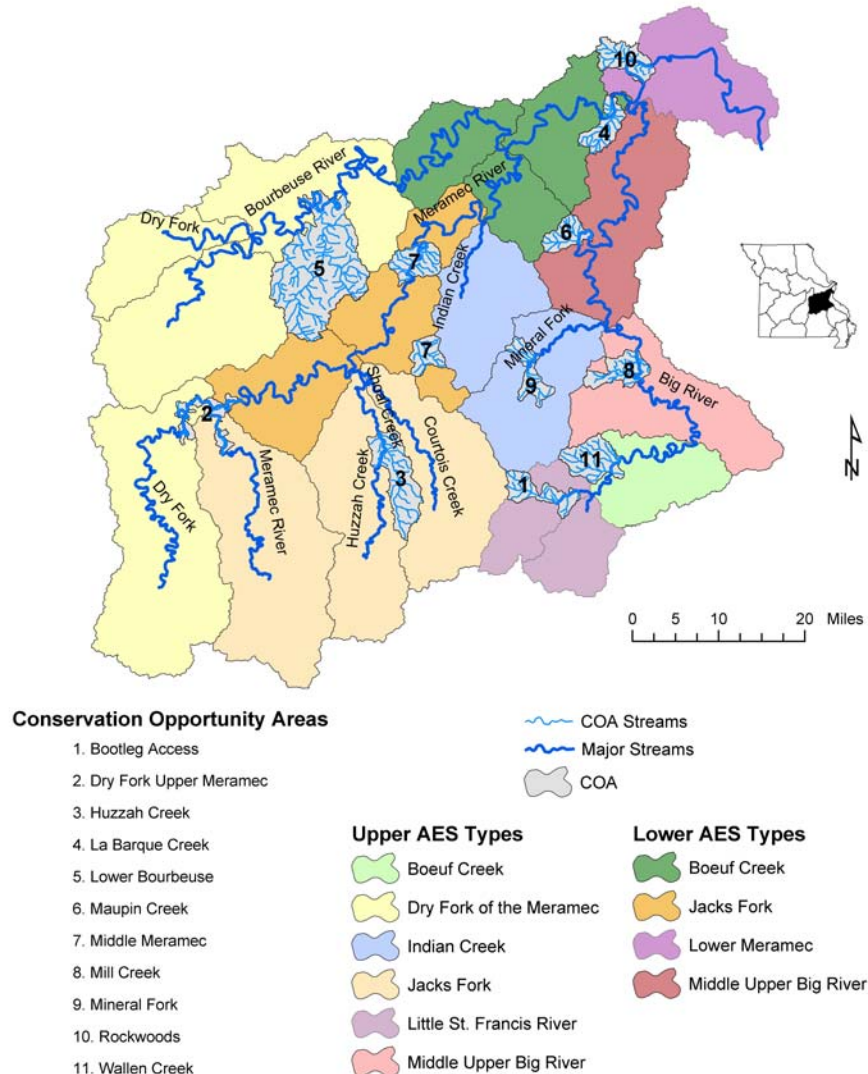 10
4
Bourbeuse River
Dry Fork
Meramec River
6
5
7
Indian Creek
Mineral Fork
7
9
8
Big River
2
Shoal Creek
Courtois Creek
11
1
3
Huzzah Creek
Meramec River
Dry Fork
N
0 5 10 20 Miles
Conservation Opportunity Areas
1. Bootleg Access
2. Dry Fork Upper Meramec
3. Huzzah Creek
4. La Barque Creek
5. Lower Bourbeuse
6. Maupin Creek
7. Middle Meramec
8. Mill Creek
9. Mineral Fork
10. Rockwoods
11. Wallen Creek
COA Streams
Major Streams
COA
Upper AES Types
Boeuf Creek
Dry Fork of the Meramec
Indian Creek
Jacks Fork
Little St. Francis River
Middle Upper Big River
Lower AES Types
Boeuf Creek
Jacks Fork
Lower Meramec
Middle Upper Big River